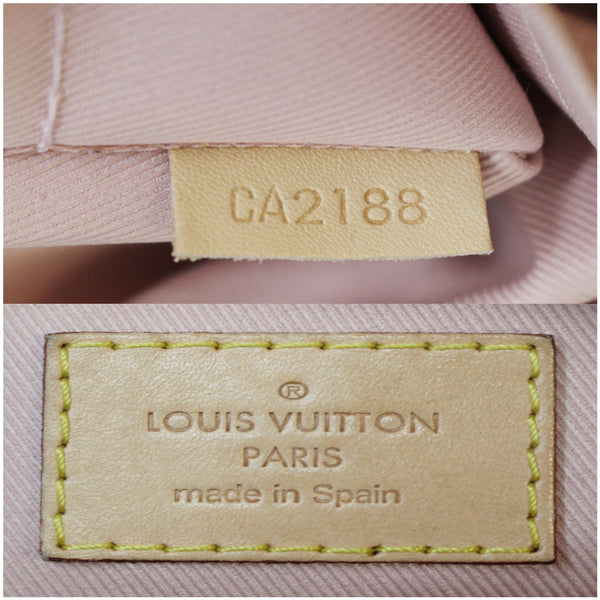 CA2188
®
LOUIS VUITTON
PARIS
made in Spain